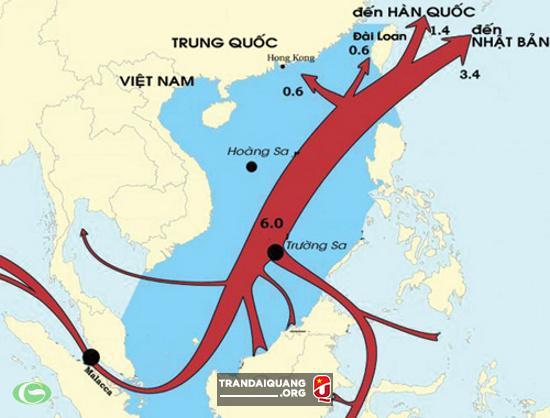 đến HÀN QUỐC
1.4
đến
NHẬT BẢN
3.4
Đài Loan
0.6
TRUNG QUỐC
Hong Kong
VIỆT NAM
0.6
Hoàng Sa
6.0
Trường Sa
Malacca
TRANDAIQUANG
.ORG